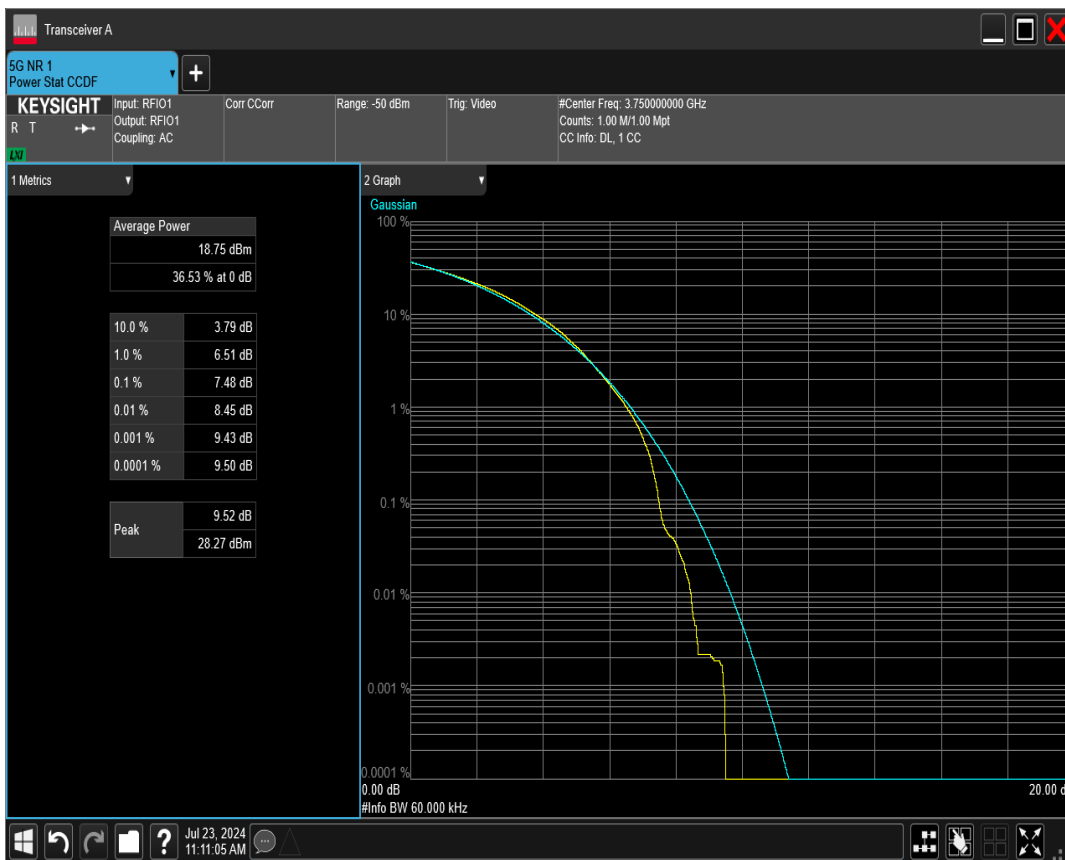 Transceiver A
5G NR 1
Power Stat CCDF
KEYSIGHT
R T
LXI
Input: RFIO1
Output: RFIO1
Coupling: AC
Corr CCorr
Range: -50 dBm
Trig: Video
#Center Freq: 3.750000000 GHz
Counts: 1.00 M/1.00 Mpt
CC Info: DL, 1 CC
1 Metrics
Average Power
18.75 dBm
36.53 % at 0 dB
10.0 % 3.79 dB
1.0 % 6.51 dB
0.1 % 7.48 dB
0.01 % 8.45 dB
0.001 % 9.43 dB
0.0001 % 9.50 dB
Peak
9.52 dB
28.27 dBm
2 Graph
Gaussian
100 %
10 %
1 %
0.1 %
0.01 %
0.001 %
0.0001 %
0.00 dB
20.00 d
#Info BW 60.000 kHz
Jul 23, 2024
11:11:05 AM